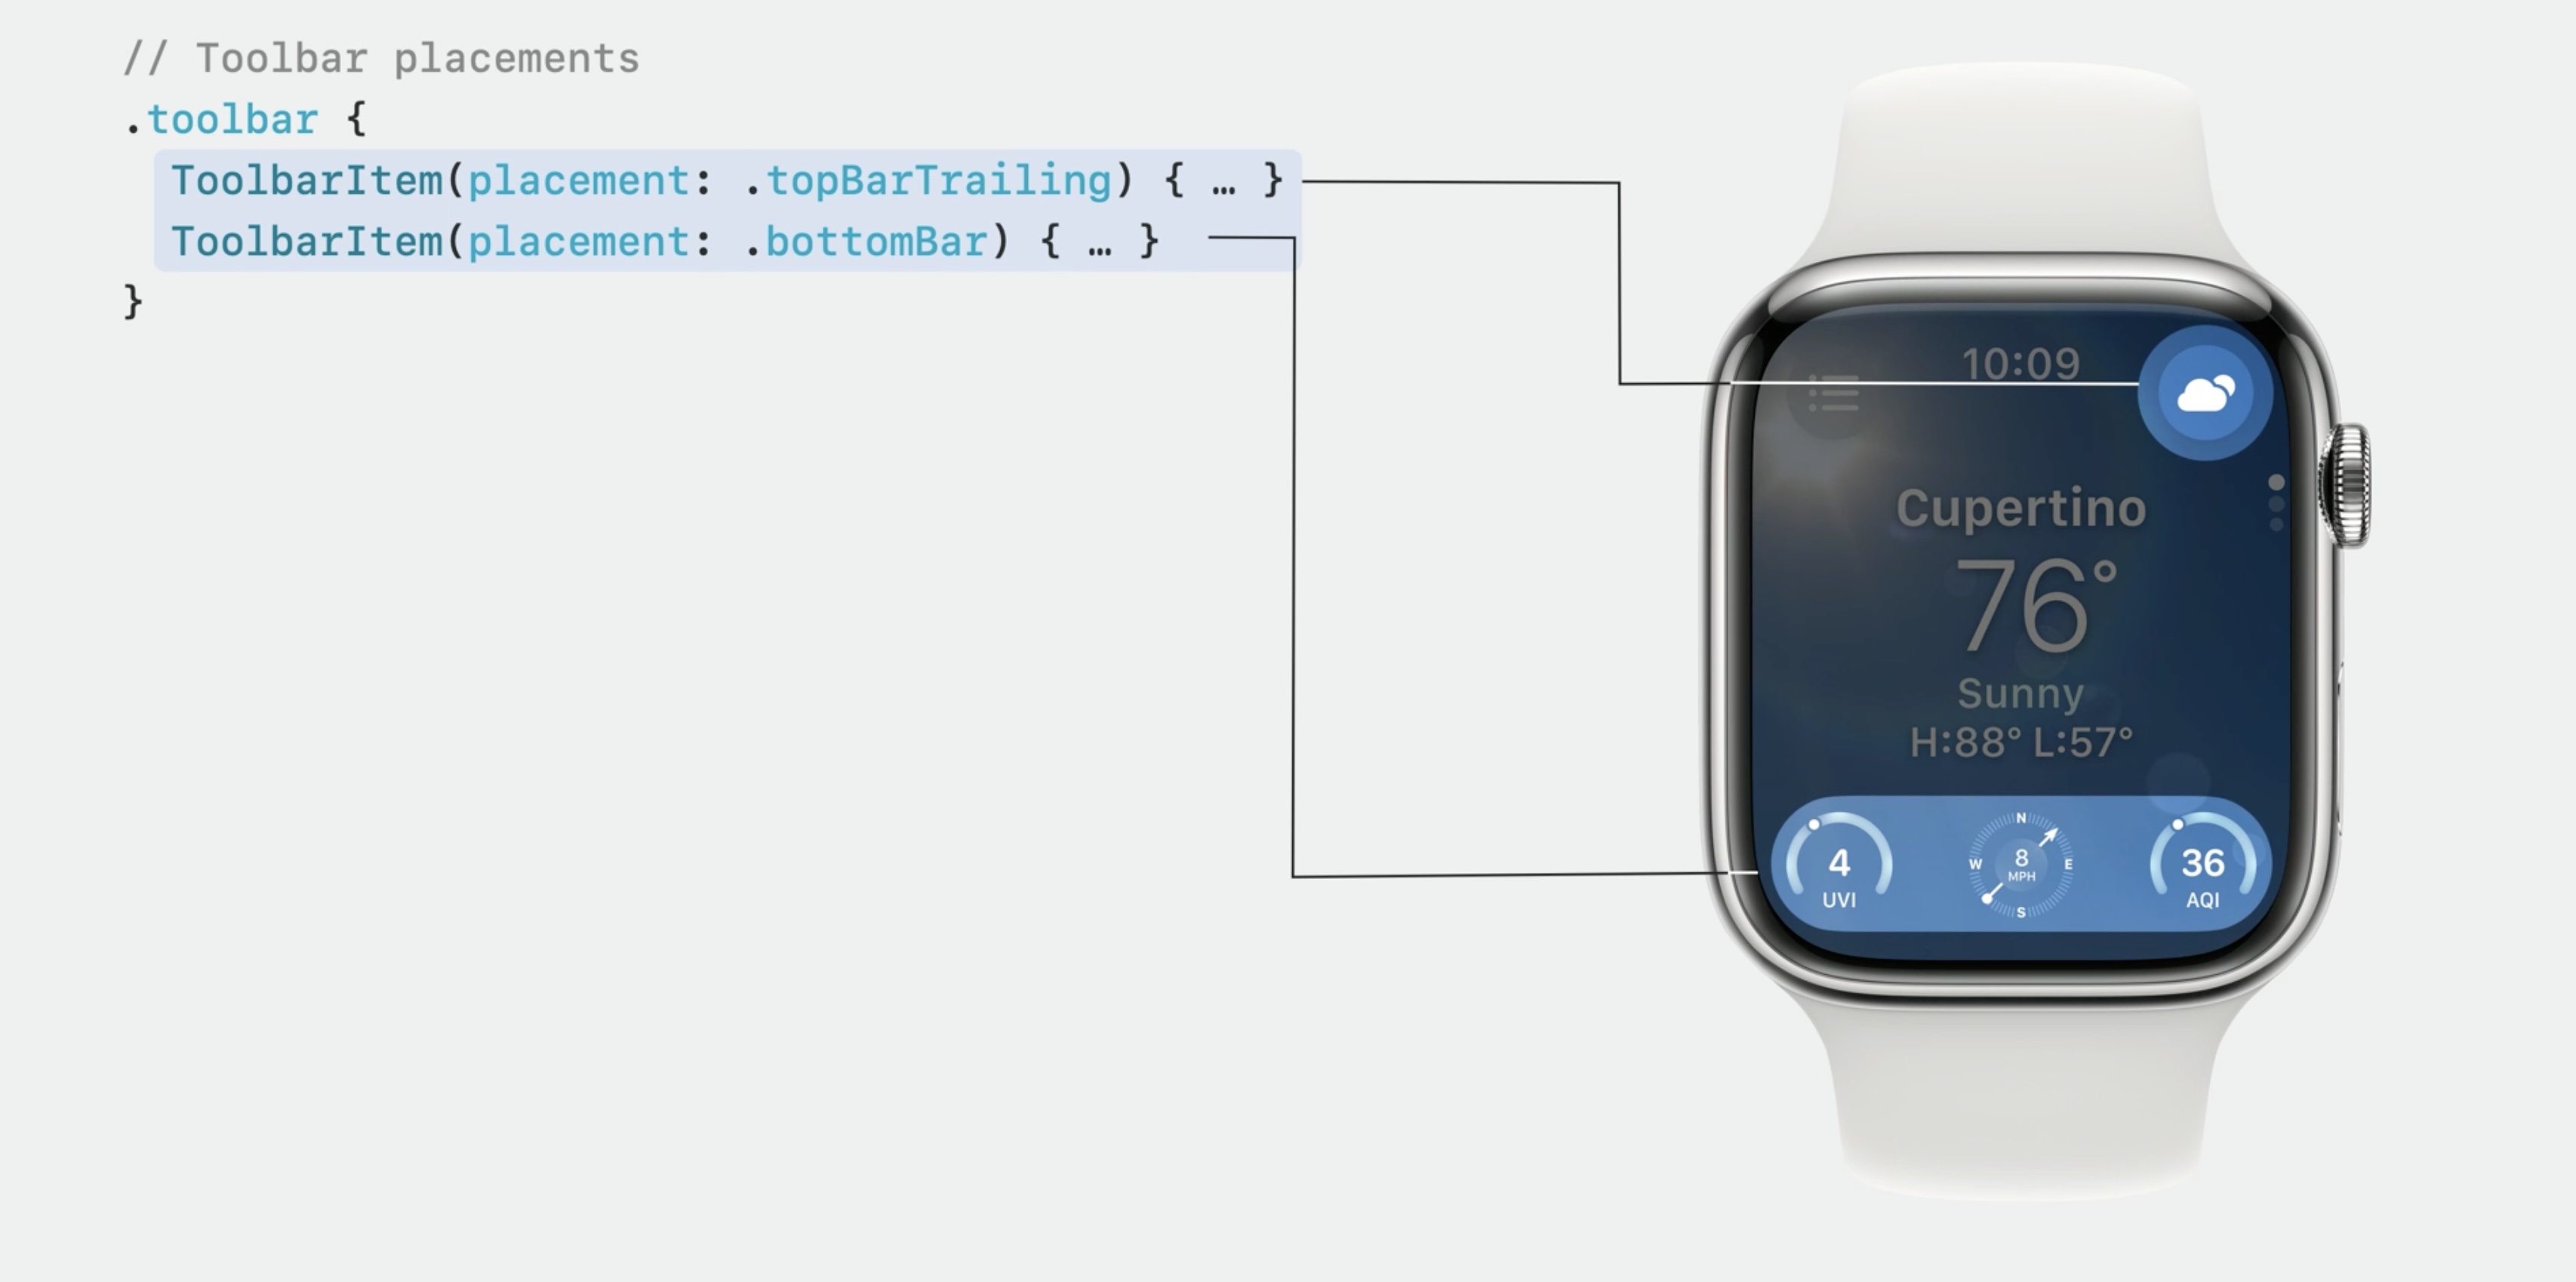 // Toolbar placements
.toolbar {
ToolbarItem(placement: .topBarTrailing) { … }
ToolbarItem(placement: .bottomBar) { … }
}
10:09
Cupertino
76°
Sunny
H:88° L:57°
4
UVI
N
W
8
E
MPH
S
36
AQI